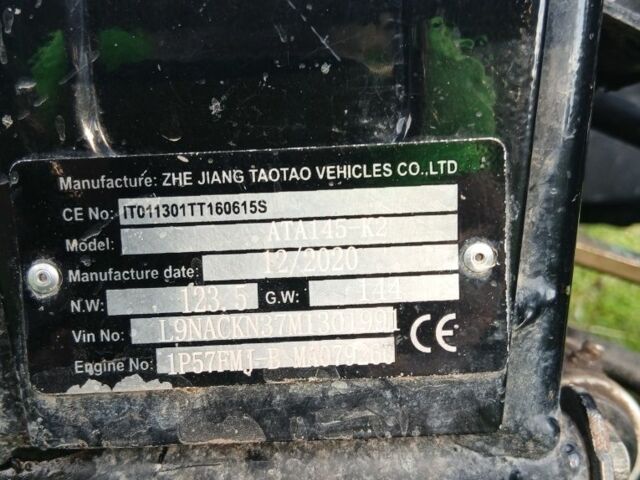 Manufacture: ZHE JIANG TAOTAO VEHICLES CO.,LTD
CE No: IT011301TT160615S
Model: ATA145-K2
Manufacture date: 12/2020
N.W: 123.5 G.W:
Vin No: L9NACKN37M1301991
Engine No: 1P57FMJ-B
CE